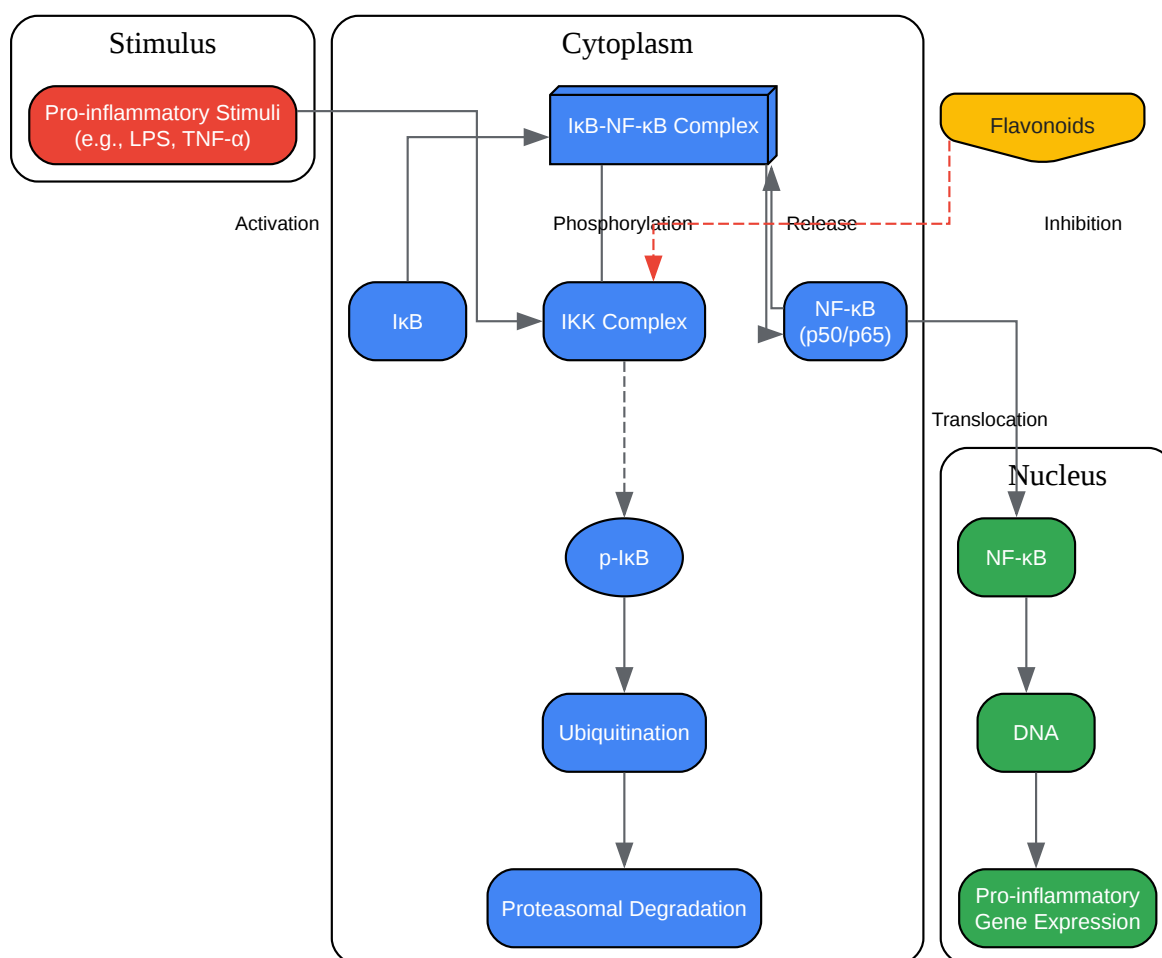 Stimulus
Cytoplasm
Pro-inflammatory Stimuli
(e.g., LPS, TNF-α)
IκB-NF-κB Complex
Flavonoids
Activation
Phosphorylation
Release
Inhibition
IκB
IKK Complex
NF-κB
(p50/p65)
Translocation
Nucleus
p-IκB
NF-κB
Ubiquitination
DNA
Proteasomal Degradation
Pro-inflammatory
Gene Expression